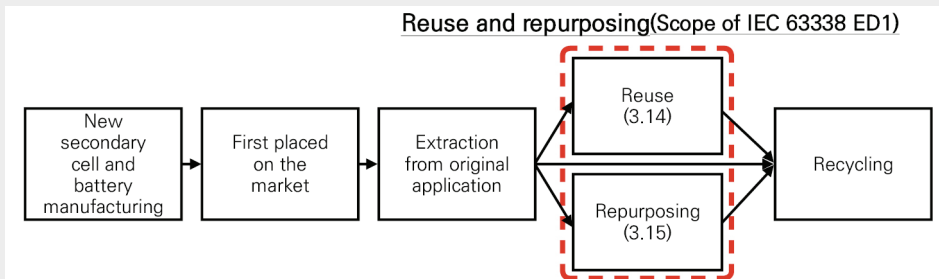 Reuse and repurposing(Scope of IEC 63338 ED1)
New
secondary
cell and
battery
manufacturing
First placed
on the
market
Extraction
from original
application
Reuse
(3.14)
Repurposing
(3.15)
Recycling